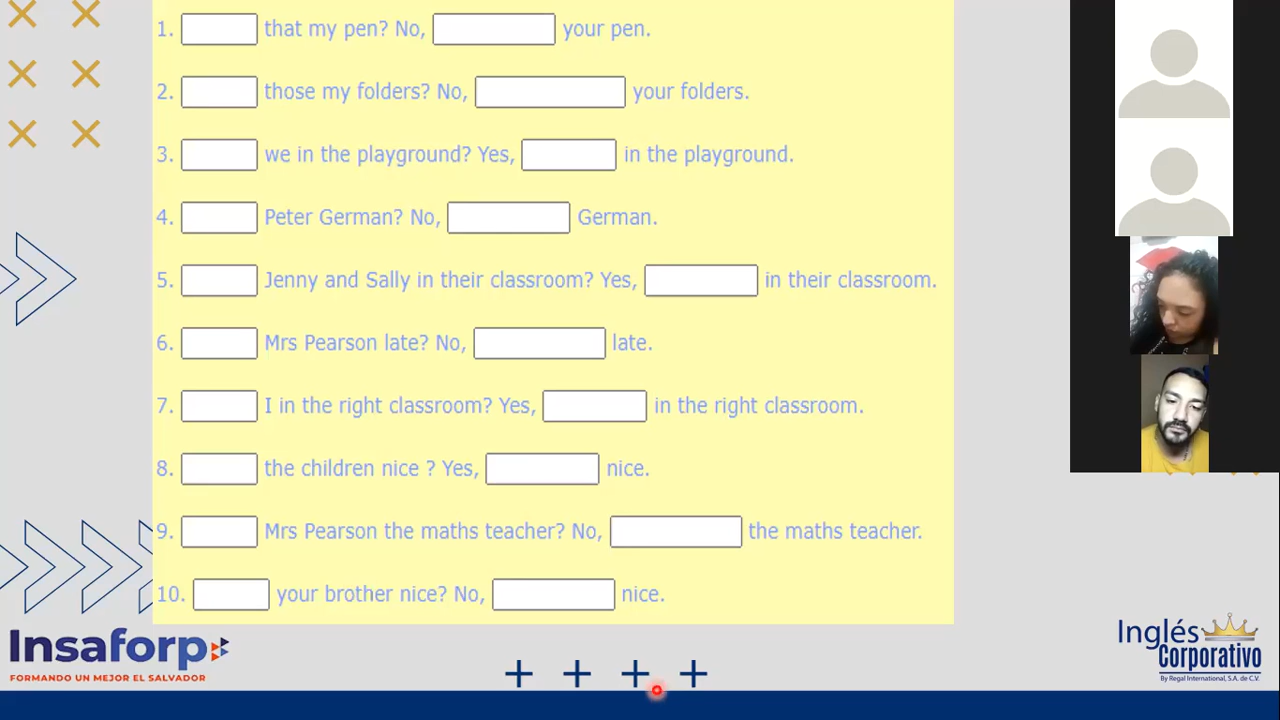 1. that my pen? No, your pen.
2. those my folders? No, your folders.
3. we in the playground? Yes, in the playground.
4. Peter German? No, German.
5. Jenny and Sally in their classroom? Yes, in their classroom.
6. Mrs Pearson late? No, late.
7. I in the right classroom? Yes, in the right classroom.
8. the children nice ? Yes, nice.
9. Mrs Pearson the maths teacher? No, the maths teacher.
10. your brother nice? No, nice.
Insaforp
FORMANDO UN MEJOR EL SALVADOR
Inglés
Corporativo
By Regal International, S.A. de C.V.